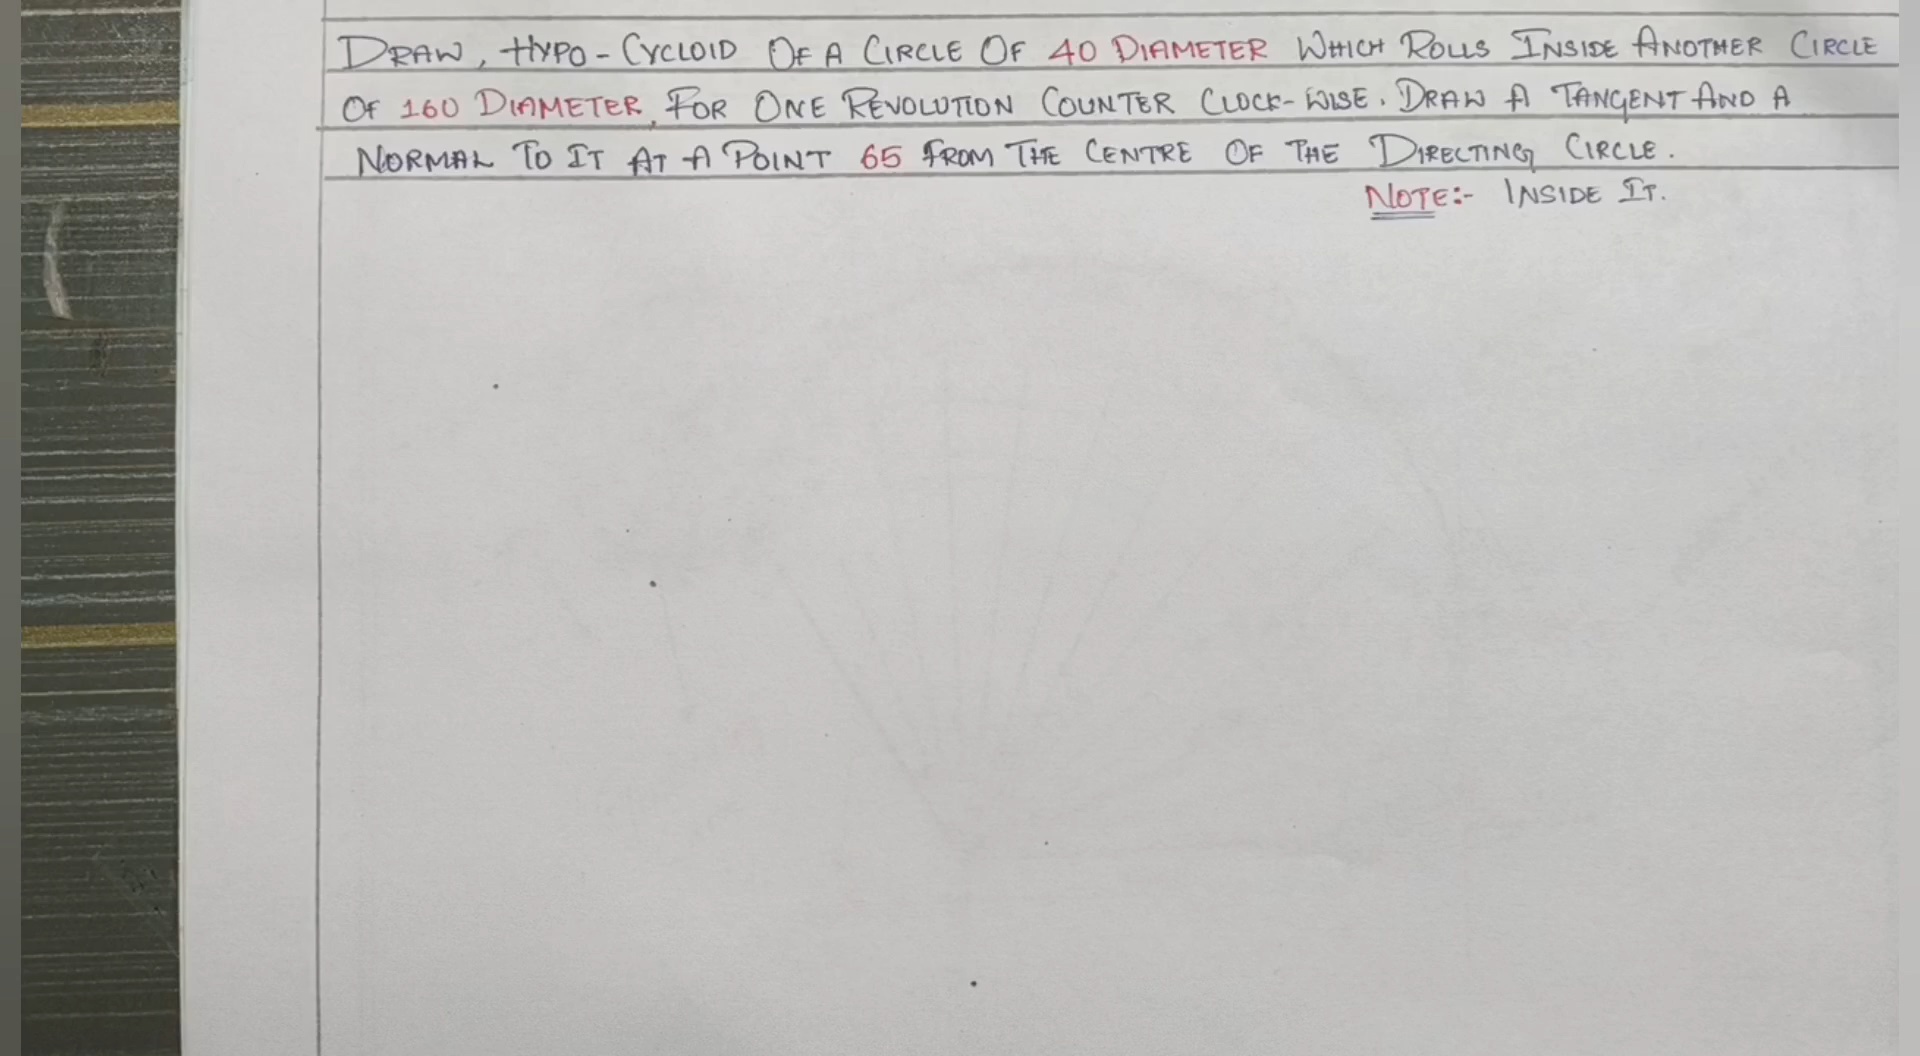 DRAW, HYPO-CYCLOID OF A CIRCLE OF 40 DIAMETER WHICH ROLLS INSIDE ANOTHER CIRCLE
OF 160 DIAMETER, FOR ONE REVOLUTION COUNTER CLOCK-WISE. DRAW A TANGENT AND A
NORMAL TO IT AT A POINT 65 FROM THE CENTRE OF THE DIRECTING CIRCLE.
NOTE:- INSIDE IT.